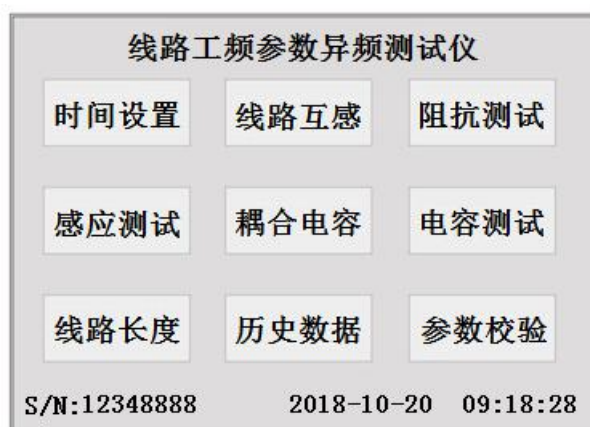 线路工频参数异频测试仪
时间设置 线路互感 阻抗测试
感应测试 耦合电容 电容测试
线路长度 历史数据 参数校验
S/N:12348888 2018-10-20 09:18:28